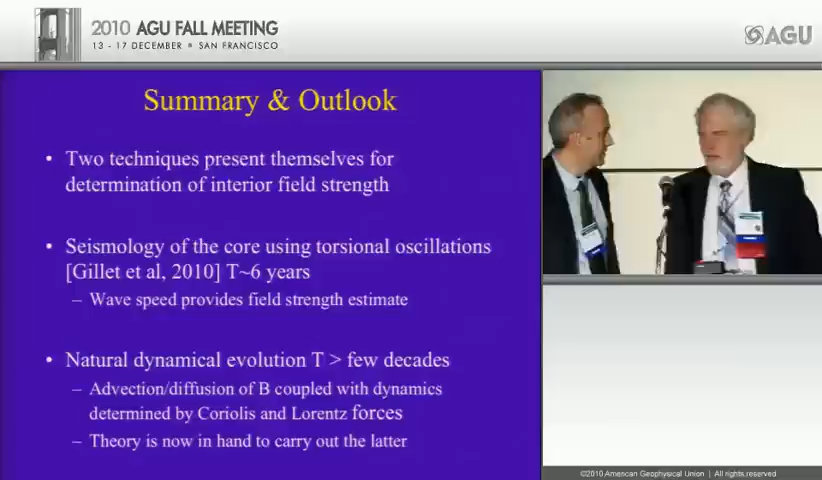 2010 AGU FALL MEETING
13 - 17 DECEMBER ■ SAN FRANCISCO
AGU
Summary & Outlook
• Two techniques present themselves for
determination of interior field strength
• Seismology of the core using torsional oscillations
[Gillet et al, 2010] T~6 years
– Wave speed provides field strength estimate
• Natural dynamical evolution T > few decades
– Advection/diffusion of B coupled with dynamics
determined by Coriolis and Lorentz forces
– Theory is now in hand to carry out the latter
©2010 American Geophysical Union | All rights reserved